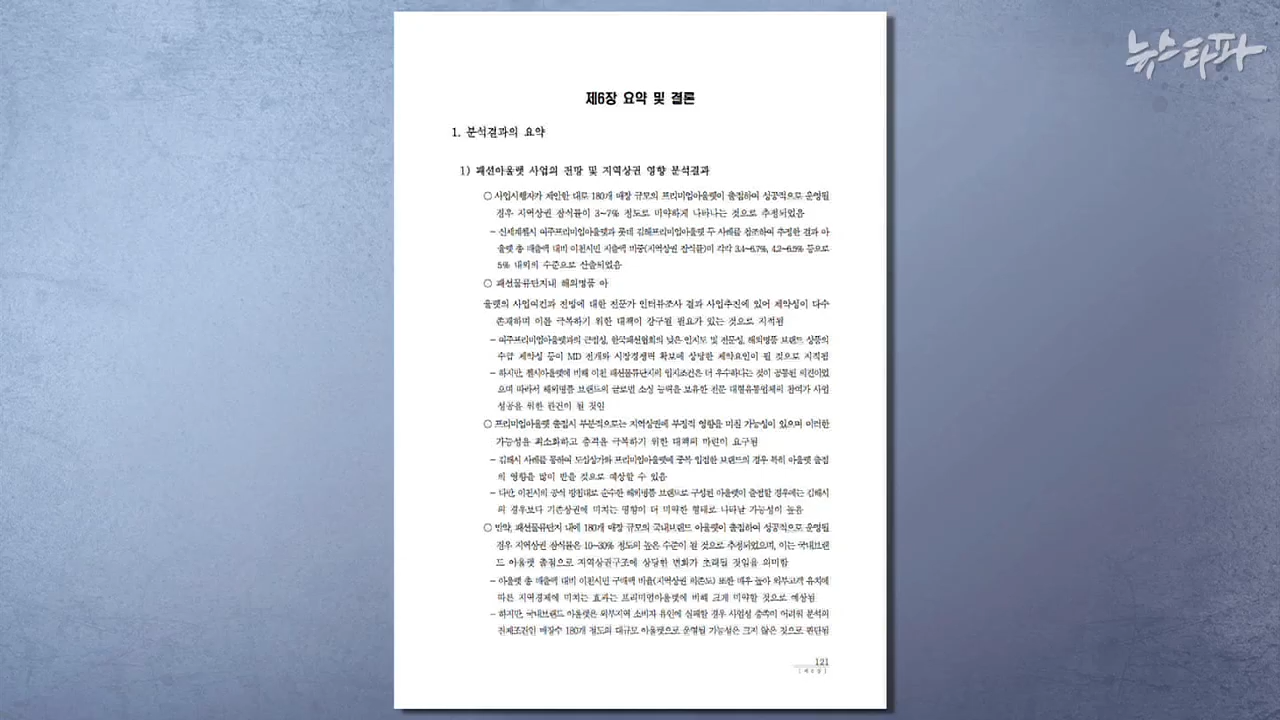 뉴스타파
제6장 요약 및 결론
1. 분석결과의 요약
1) 패션아울렛 사업의 전망 및 지역상권 영향 분석결과
○ 사업시행자가 제안한 대로 180개 매장 규모의 프리미엄아울렛이 출점하여 성공적으로 운영될
경우 지역상권 잠식률이 3~7% 정도로 미약하게 나타나는 것으로 추정되었음
- 신세계첼시 여주프리미엄아울렛과 롯데 김해프리미엄아울렛 두 사례를 참조하여 추정한 결과 아
울렛 총 매출액 대비 이천시민 지출액 비중(지역상권 잠식률)이 각각 3.4~6.7%, 4.2~6.5% 등으로
5% 내외의 수준으로 산출되었음
○ 패션물류단지내 해외명품 아
울렛의 사업여건과 전망에 대한 전문가 인터뷰조사 결과 사업추진에 있어 제약성이 다수
존재하며 이를 극복하기 위한 대책이 강구될 필요가 있는 것으로 지적됨
- 여주프리미엄아울렛과의 근접성, 한국패션협회의 낮은 인지도 및 전문성, 해외명품 브랜드 상품의
수급 제약성 등이 MD 전개와 시장경쟁력 확보에 상당한 제약요인이 될 것으로 지적됨
- 하지만, 첼시아울렛에 비해 이천 패션물류단지의 입지조건은 더 우수하다는 것이 공통된 의견이었
으며 따라서 해외명품 브랜드의 글로벌 소싱 능력을 보유한 전문 대형유통업체의 참여가 사업
성공을 위한 관건이 될 것임
○ 프리미엄아울렛 출점시 부분적으로는 지역상권에 부정적 영향을 미칠 가능성이 있으며 이러한
가능성을 최소화하고 충격을 극복하기 위한 대책의 마련이 요구됨
- 김해시 사례를 통하여 도심상가와 프리미엄아울렛에 중복 입점한 브랜드의 경우 특히 아울렛 출점
의 영향을 많이 받을 것으로 예상할 수 있음
- 다만, 이천시의 공식 방침대로 순수한 해외명품 브랜드로 구성된 아울렛이 출점할 경우에는 김해시
의 경우보다 기존상권에 미치는 영향이 더 미약한 형태로 나타날 가능성이 높음
○ 만약, 패션물류단지 내에 180개 매장 규모의 국내브랜드 아울렛이 출점하여 성공적으로 운영될
경우 지역상권 잠식률은 10~30% 정도의 높은 수준이 될 것으로 추정되었으며, 이는 국내브랜
드 아울렛 출점으로 지역상권구조에 상당한 변화가 초래될 것임을 의미함
- 아울렛 총 매출액 대비 이천시민 구매액 비율(지역상권 의존도) 또한 매우 높아 외부고객 유치에
따른 지역경제에 미치는 효과는 프리미엄아울렛에 비해 크게 미약할 것으로 예상됨
- 하지만, 국내브랜드 아울렛은 외부지역 소비자 유인에 실패할 경우 사업성 충족이 어려워 분석의
전제조건인 매장수 180개 정도의 대규모 아울렛으로 운영될 가능성은 크지 않은 것으로 판단됨
121